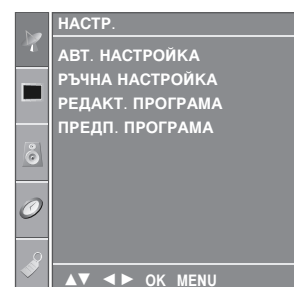 НАСТР.
АВТ. НАСТРОЙКА
РЪЧНА НАСТРОЙКА
РЕДАКТ. ПРОГРАМА
ПРЕДП. ПРОГРАМА
▲▼ ◄► OK MENU